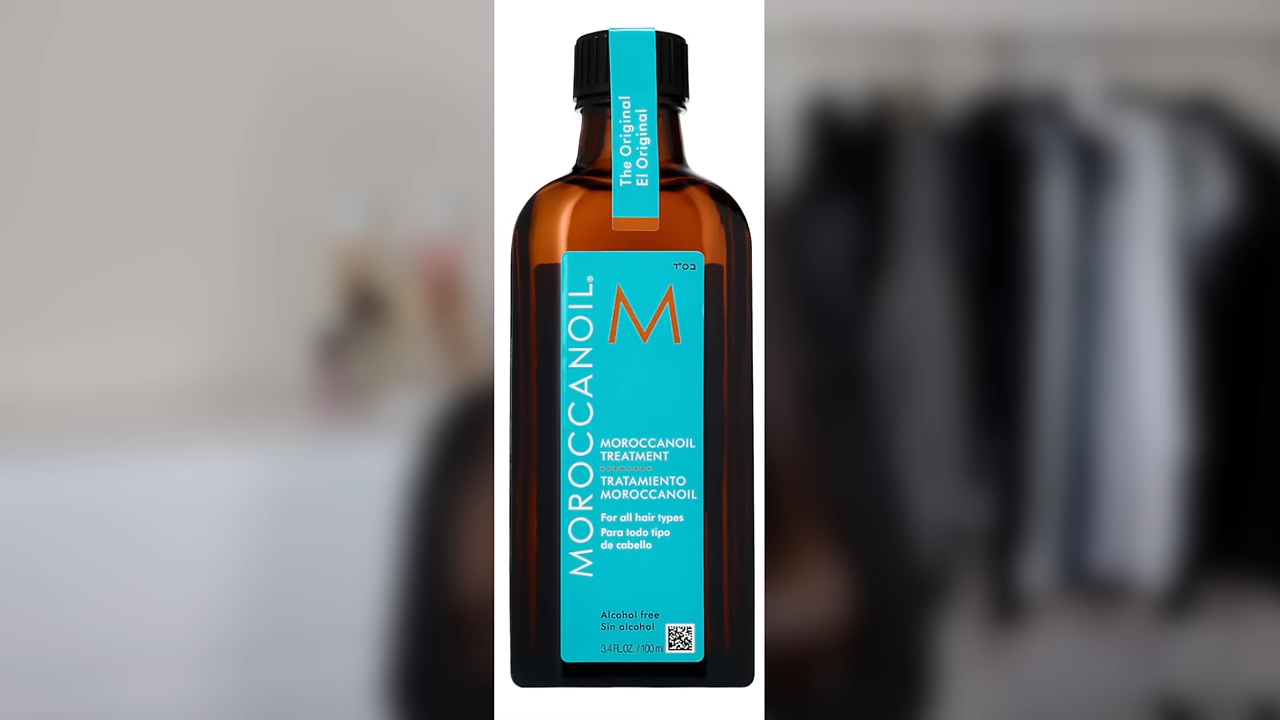 The Original
El Original
בס"ד
M
MOROCCANOIL®
MOROCCANOIL
TREATMENT
TRATAMIENTO
MOROCCANOIL
For all hair types
Para todo tipo
de cabello
Alcohol free
Sin alcohol
3.4 FL.OZ. / 100 ml